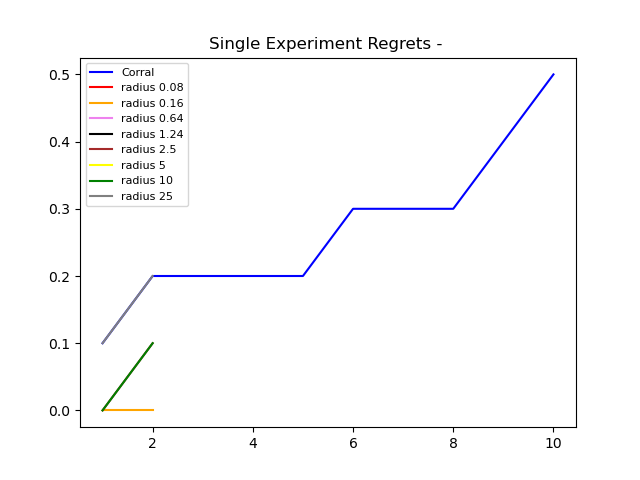 Single Experiment Regrets -
Corral
radius 0.08
radius 0.16
radius 0.64
radius 1.24
radius 2.5
radius 5
radius 10
radius 25
0.5
0.4
0.3
0.2
0.1
0.0
2 4 6 8 10